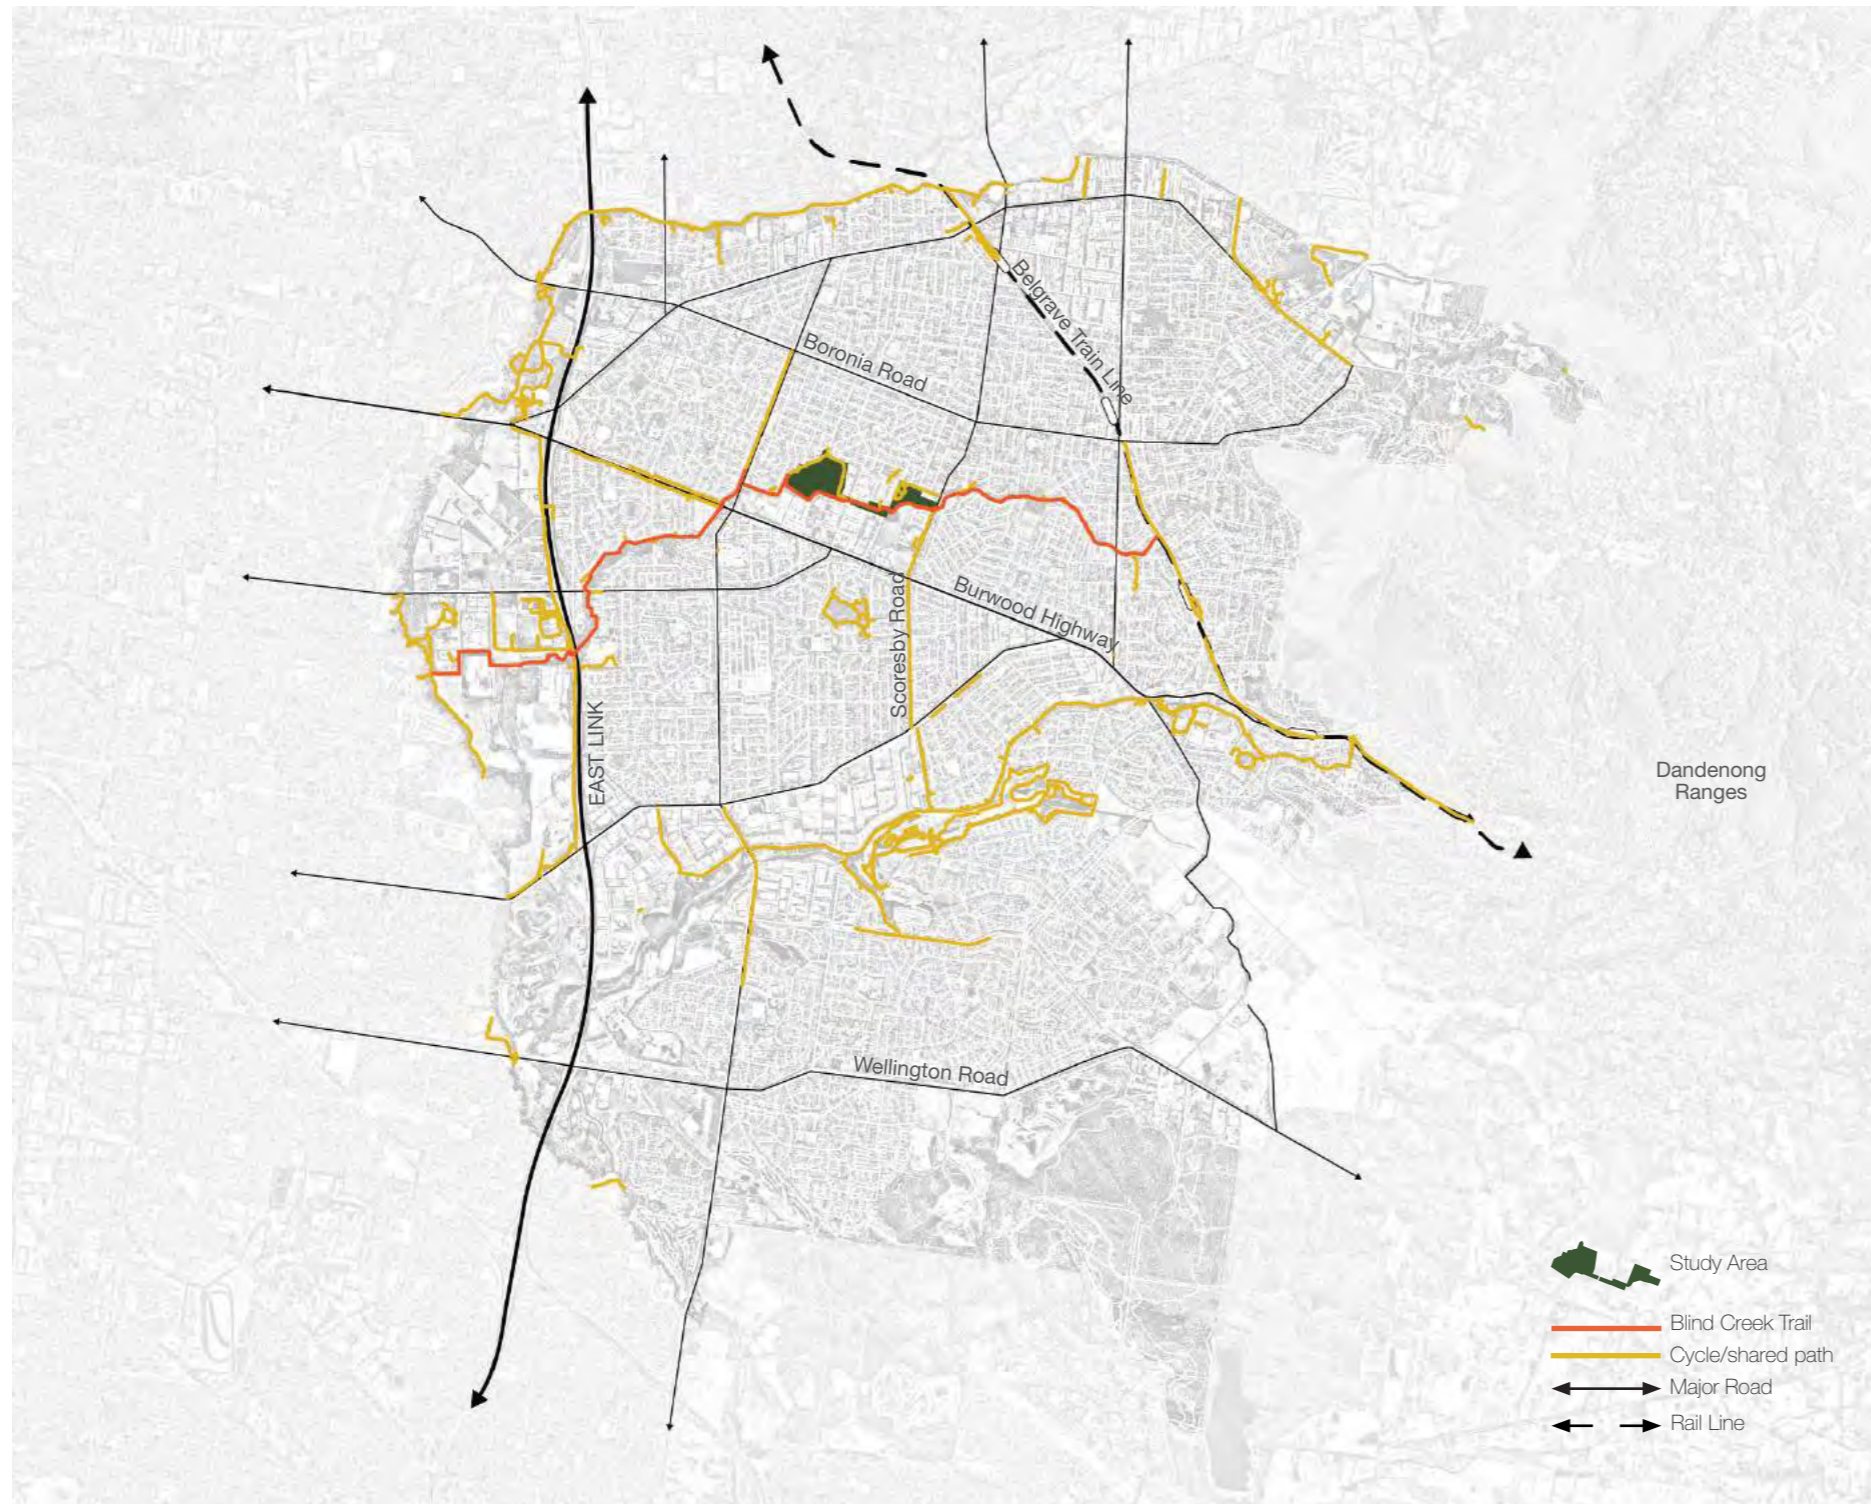 Belgrave Train Line
Boronia Road
Burwood Highway
Scoresby Road
EAST LINK
Dandenong
Ranges
Wellington Road
Study Area
Blind Creek Trail
Cycle/shared path
Major Road
Rail Line